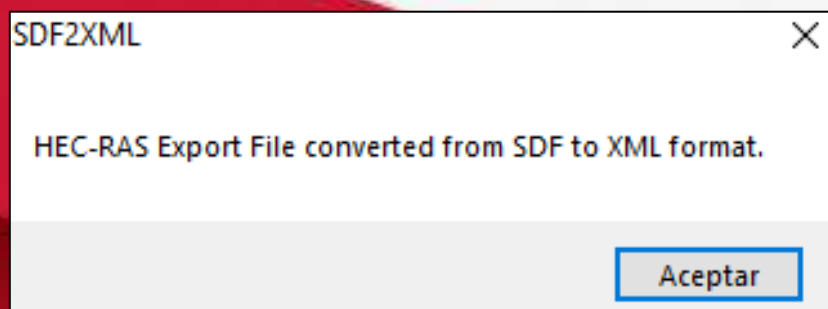 SDF2XML
HEC-RAS Export File converted from SDF to XML format.
Aceptar